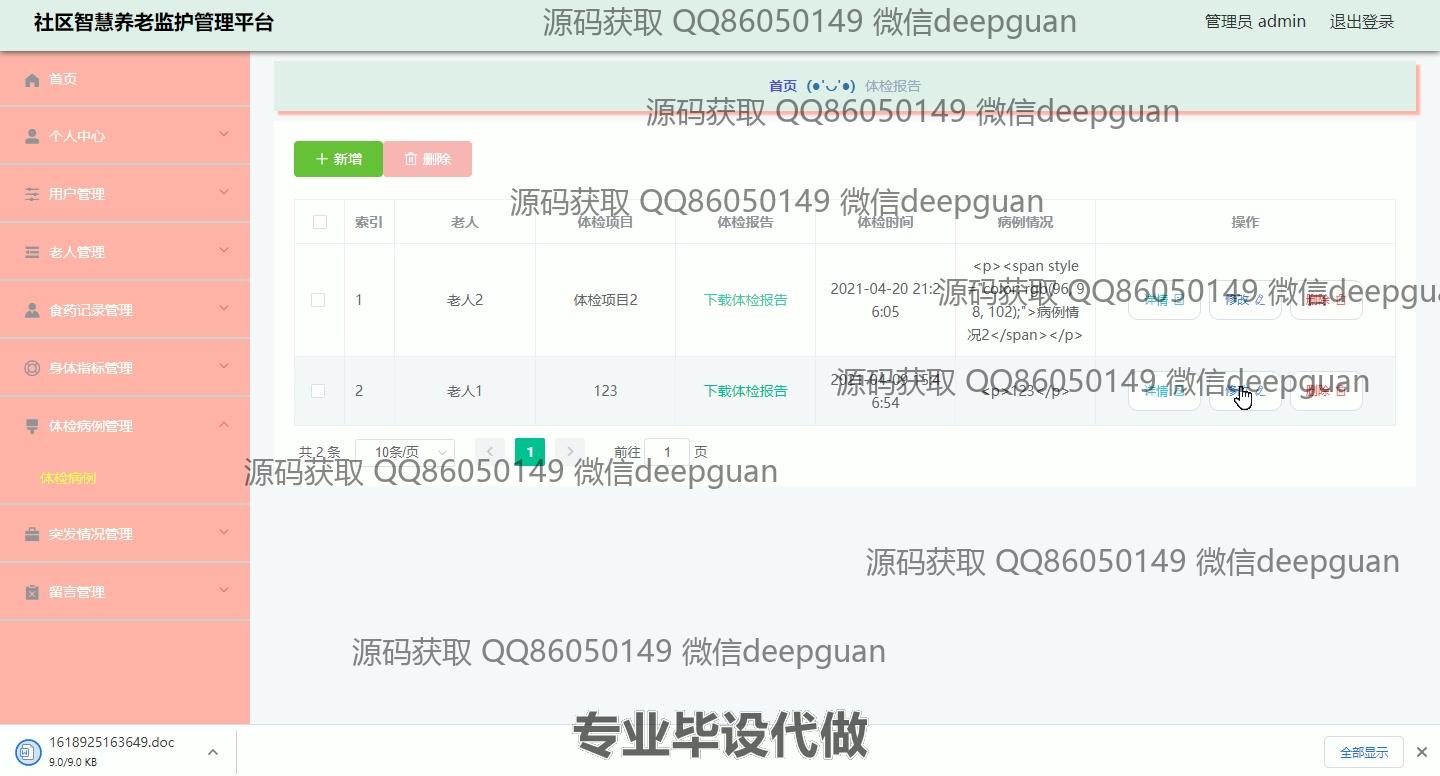 社区智慧养老监护管理平台
源码获取 QQ86050149 微信deepguan
管理员 admin
退出登录
首页
个人中心
用户管理
老人管理
食药记录管理
身体指标管理
体检病例管理
体检病例
突发情况管理
留言管理
首页 (●'◡'●) 体检报告
源码获取 QQ86050149 微信deepguan
新增
删除
源码获取 QQ86050149 微信deepguan
索引 老人 体检项目 体检报告 体检时间 病例情况 操作
1 老人2 体检项目2 下载体检报告
2021-04-20 21:2
6:05
<p><span style
="color: rgb(96, 9
8, 102);">病例情
况2</span></p>
详情 修改 删除
源码获取 QQ86050149 微信deepgua
2 老人1 123 下载体检报告
2021-04-09 15:4
6:54
<p>123</p>
详情 修改 删除
源码获取 QQ86050149 微信deepguan
共 2 条 10条/页 1 前往 1 页
源码获取 QQ86050149 微信deepguan
源码获取 QQ86050149 微信deepguan
源码获取 QQ86050149 微信deepguan
专业毕设代做
1618925163649.doc
9.0/9.0 KB
全部显示